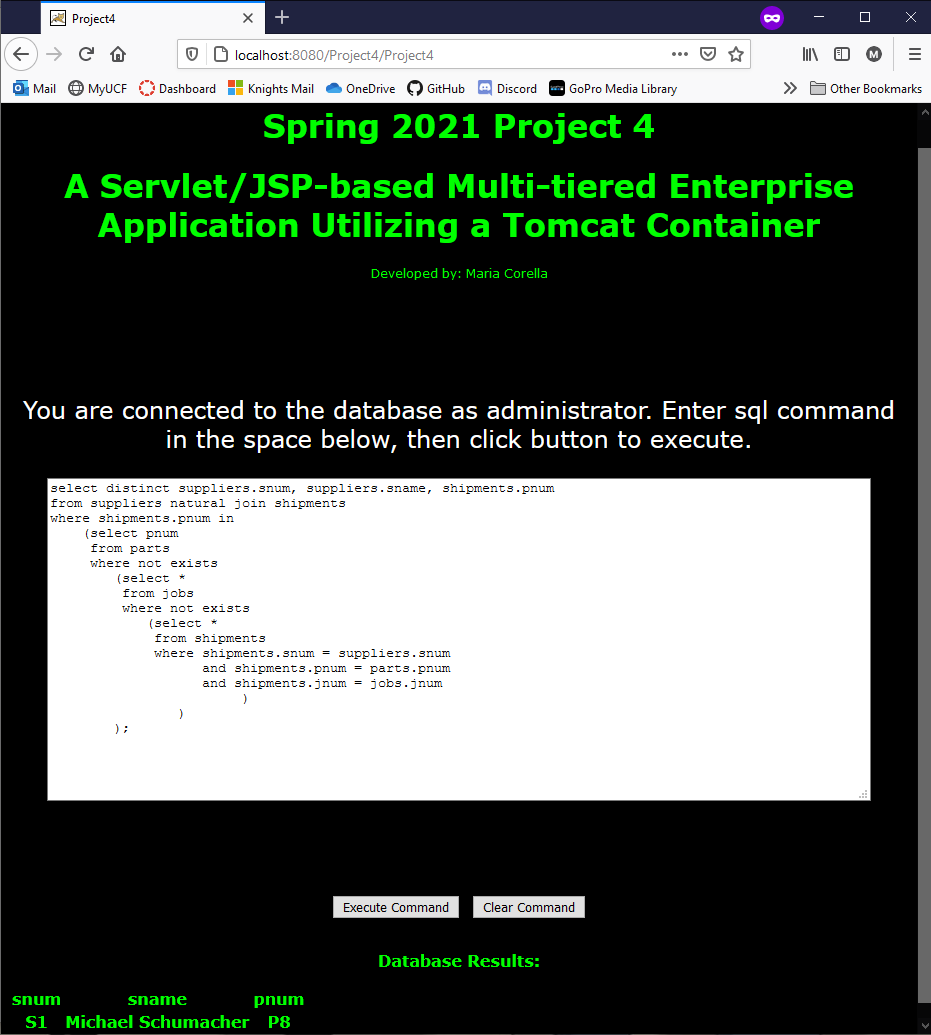 Project4
localhost:8080/Project4/Project4
Mail MyUCF Dashboard Knights Mail OneDrive GitHub Discord GoPro Media Library Other Bookmarks
Spring 2021 Project 4
A Servlet/JSP-based Multi-tiered Enterprise
Application Utilizing a Tomcat Container
Developed by: Maria Corella
You are connected to the database as administrator. Enter sql command
in the space below, then click button to execute.
select distinct suppliers.snum, suppliers.sname, shipments.pnum
from suppliers natural join shipments
where shipments.pnum in
(select pnum
from parts
where not exists
(select *
from jobs
where not exists
(select *
from shipments
where shipments.snum = suppliers.snum
and shipments.pnum = parts.pnum
and shipments.jnum = jobs.jnum
)
)
);
Execute Command Clear Command
Database Results:
snum sname pnum
S1 Michael Schumacher P8